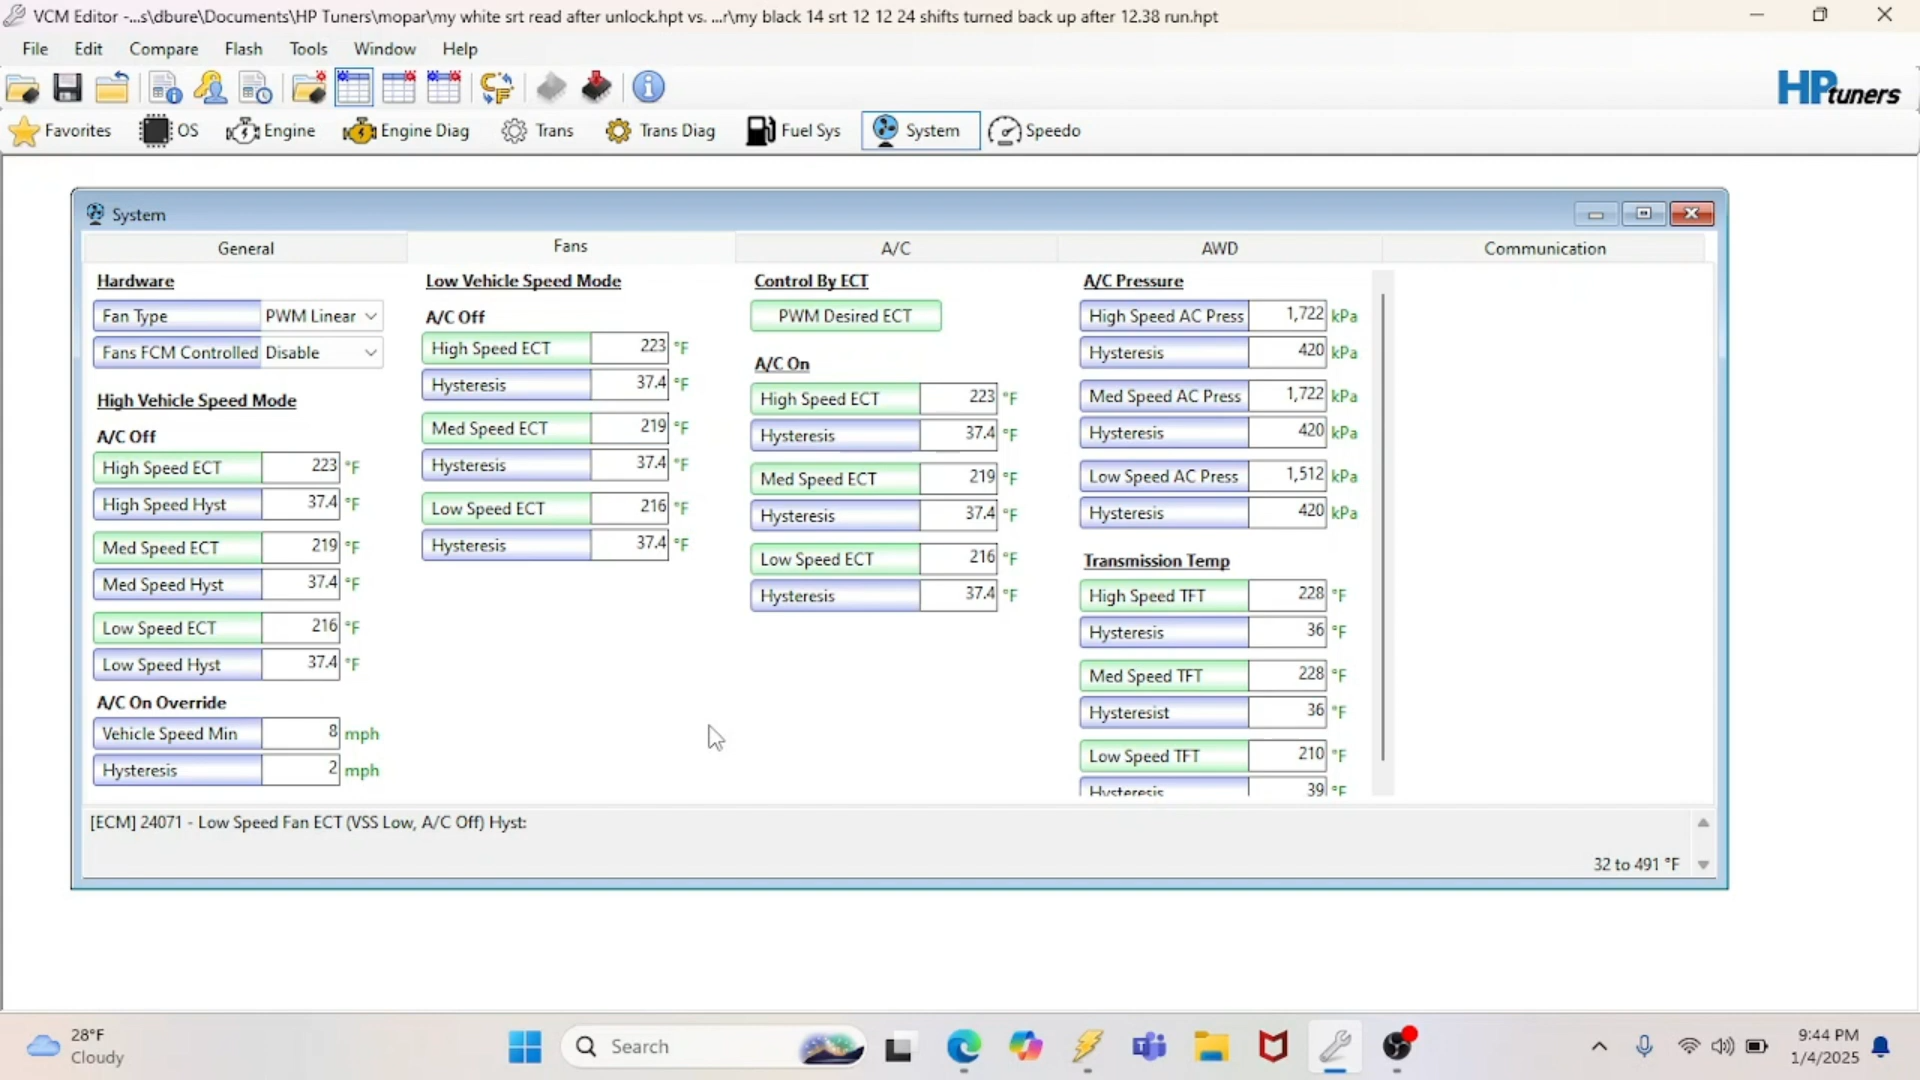 VCM Editor -...s\dbure\Documents\HP Tuners\mopar\my white srt read after unlock.hpt vs. ...r\my black 14 srt 12 12 24 shifts turned back up after 12.38 run.hpt
File Edit Compare Flash Tools Window Help
HPtuners
Favorites OS Engine Engine Diag Trans Trans Diag Fuel Sys System Speedo
System
General Fans A/C AWD Communication
Hardware
Fan Type PWM Linear
Fans FCM Controlled Disable
High Vehicle Speed Mode
A/C Off
High Speed ECT 223 °F
High Speed Hyst 37.4 °F
Med Speed ECT 219 °F
Med Speed Hyst 37.4 °F
Low Speed ECT 216 °F
Low Speed Hyst 37.4 °F
A/C On Override
Vehicle Speed Min 8 mph
Hysteresis 2 mph
Low Vehicle Speed Mode
A/C Off
High Speed ECT 223 °F
Hysteresis 37.4 °F
Med Speed ECT 219 °F
Hysteresis 37.4 °F
Low Speed ECT 216 °F
Hysteresis 37.4 °F
Control By ECT
PWM Desired ECT
A/C On
High Speed ECT 223 °F
Hysteresis 37.4 °F
Med Speed ECT 219 °F
Hysteresis 37.4 °F
Low Speed ECT 216 °F
Hysteresis 37.4 °F
A/C Pressure
High Speed AC Press 1,722 kPa
Hysteresis 420 kPa
Med Speed AC Press 1,722 kPa
Hysteresis 420 kPa
Low Speed AC Press 1,512 kPa
Hysteresis 420 kPa
Transmission Temp
High Speed TFT 228 °F
Hysteresis 36 °F
Med Speed TFT 228 °F
Hysteresist 36 °F
Low Speed TFT 210 °F
Hysteresis 39 °F
[ECM] 24071 - Low Speed Fan ECT (VSS Low, A/C Off) Hyst:
32 to 491 °F
28°F
Cloudy
Search
9:44 PM
1/4/2025